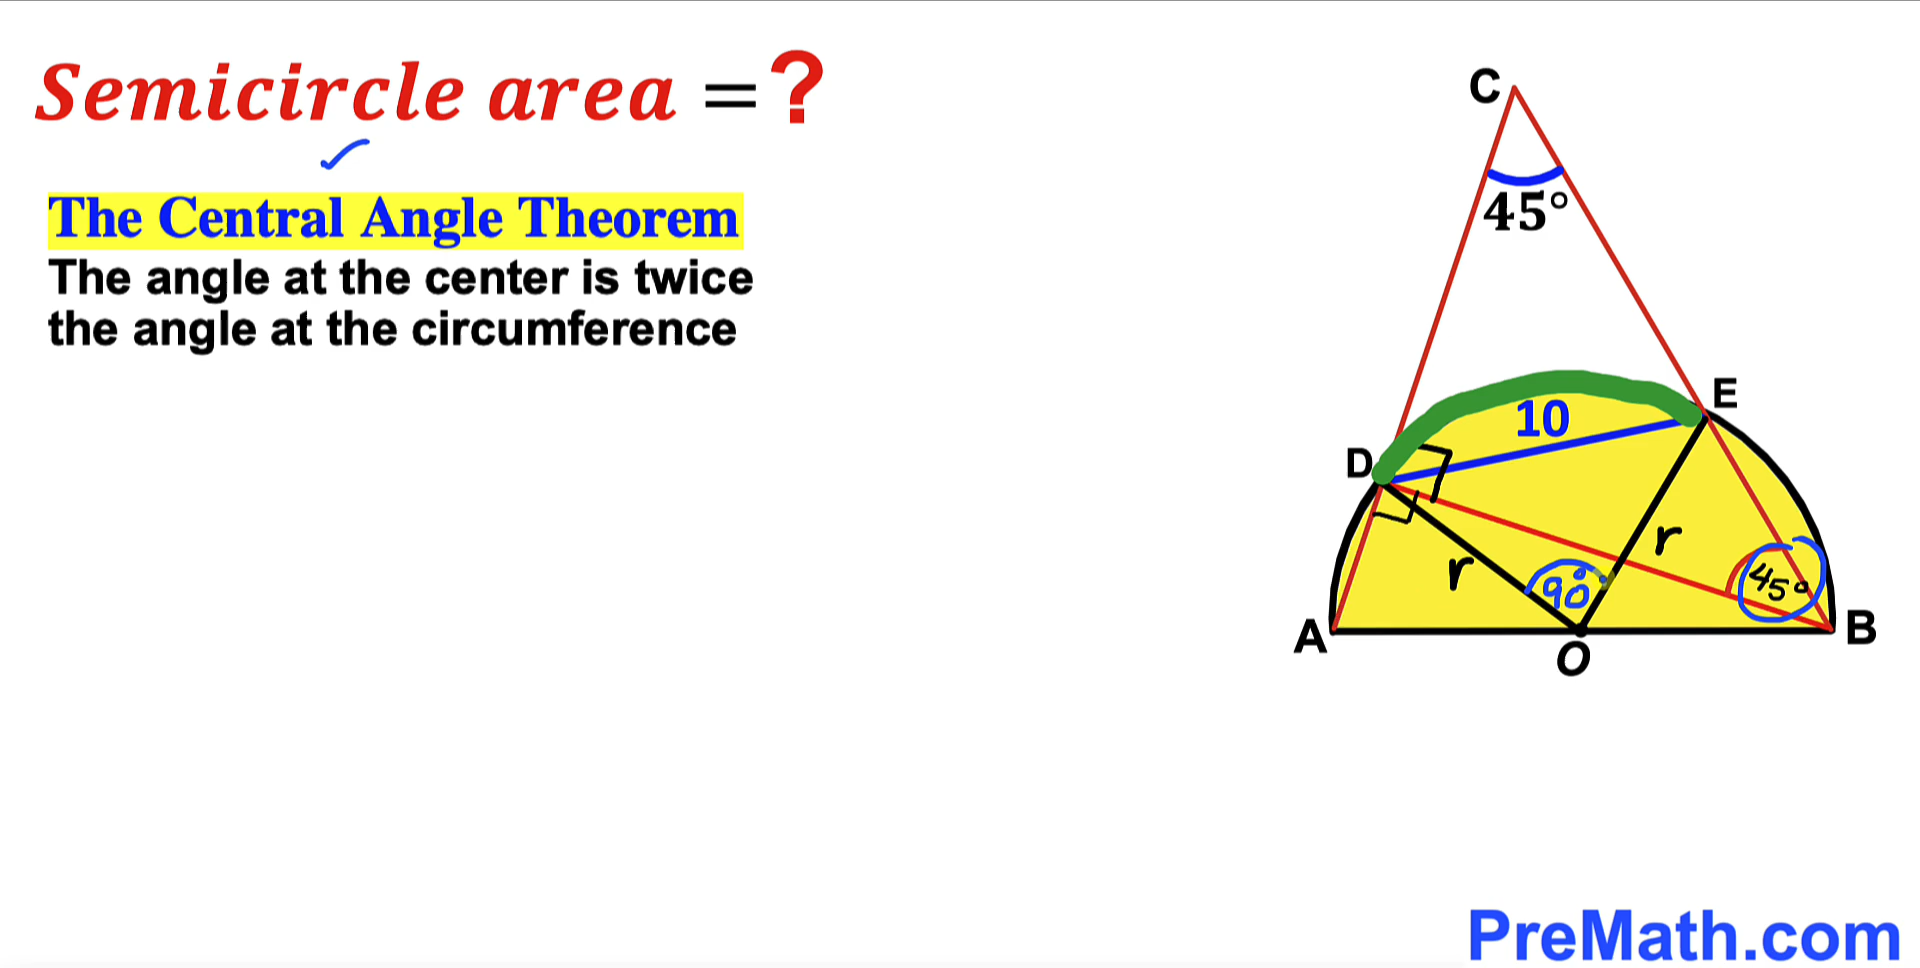 Semicircle area = ?
The Central Angle Theorem
The angle at the center is twice
the angle at the circumference
C
45°
E
10
D
r
r
90°
45°
A
O
B
PreMath.com